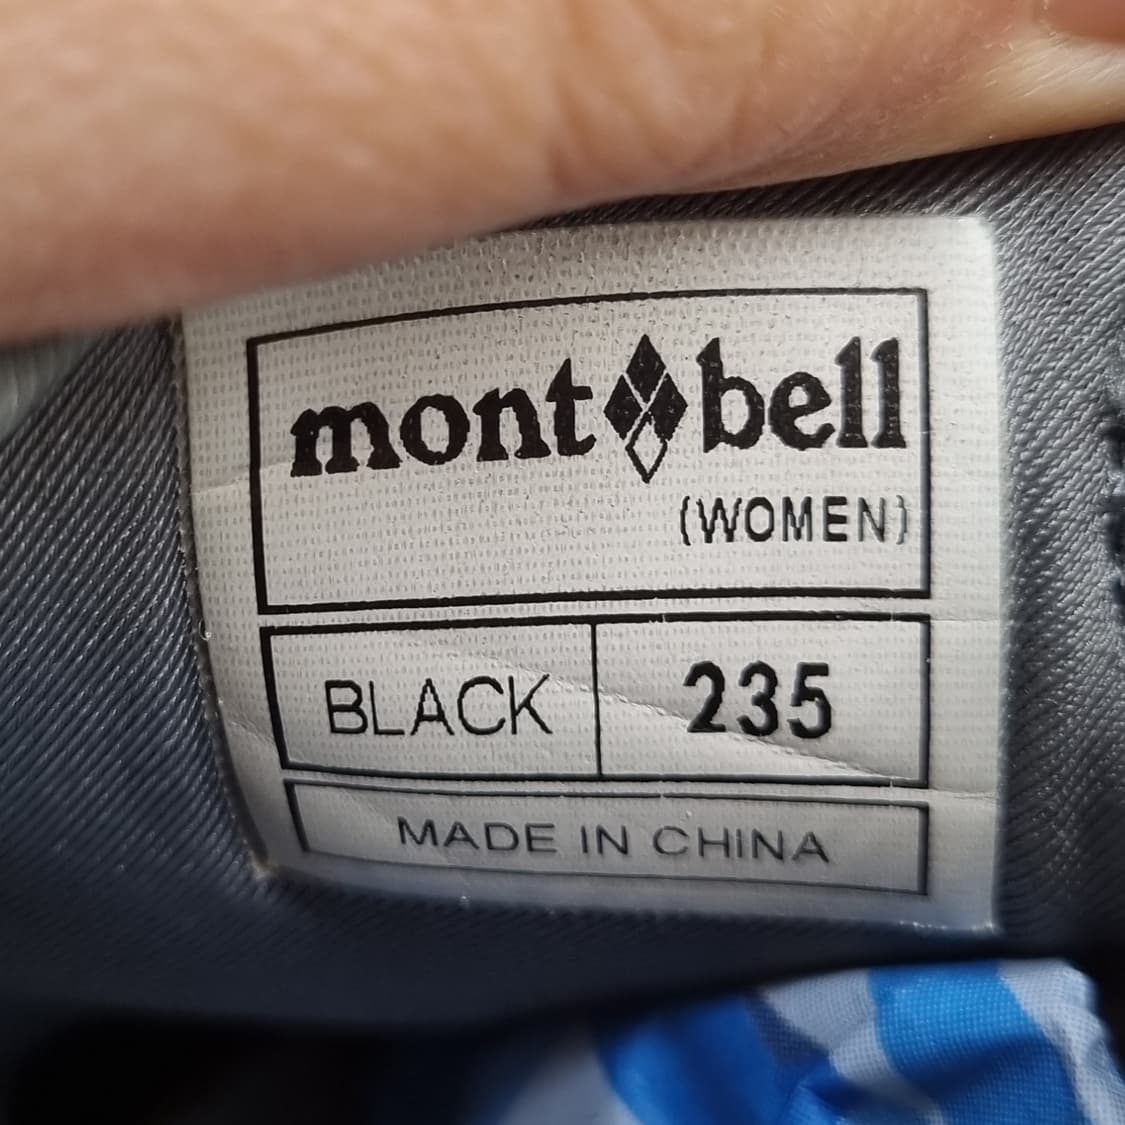 mont bell
(WOMEN)
BLACK 235
MADE IN CHINA